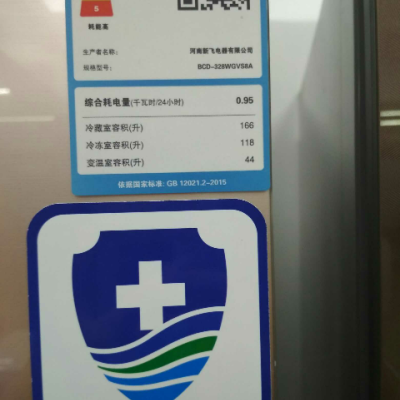 5
耗能高
生产者名称： 河南新飞电器有限公司
规格型号： BCD-328WGVS8A
综合耗电量(千瓦时/24小时) 0.95
冷藏室容积(升) 166
冷冻室容积(升) 118
变温室容积(升) 44
依据国家标准: GB 12021.2-2015